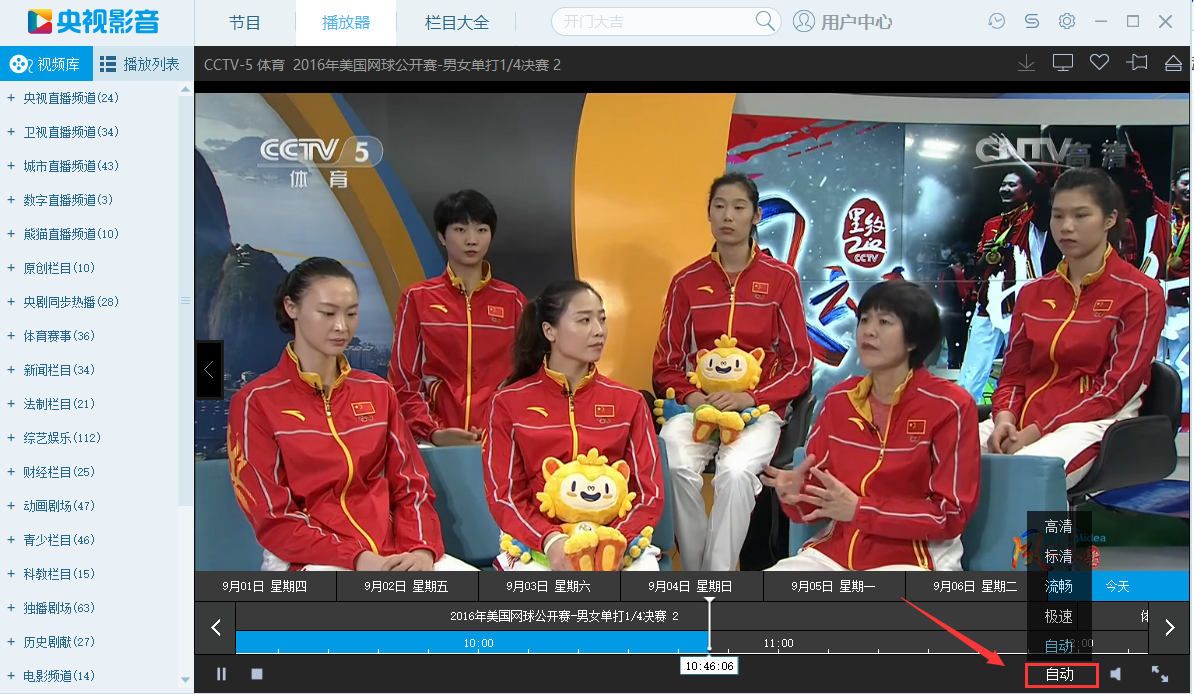 央视影音
节目
播放器
栏目大全
开门大吉
用户中心
视频库
播放列表
CCTV-5 体育 2016年美国网球公开赛-男女单打1/4决赛 2
+ 央视直播频道(24)
+ 卫视直播频道(34)
+ 城市直播频道(43)
+ 数字直播频道(3)
+ 熊猫直播频道(10)
+ 原创栏目(10)
+ 央剧同步热播(28)
+ 体育赛事(36)
+ 新闻栏目(34)
+ 法制栏目(21)
+ 综艺娱乐(112)
+ 财经栏目(25)
+ 动画剧场(47)
+ 青少栏目(46)
+ 科教栏目(15)
+ 独播剧场(63)
+ 历史剧献(27)
+ 电影频道(14)
CCTV 5
体 育
CNTV高清
里约
CCTV
Midea
高清
标清
流畅
极速
自动
9月01日 星期四
9月02日 星期五
9月03日 星期六
9月04日 星期日
9月05日 星期一
9月06日 星期二
今天
2016年美国网球公开赛-男女单打1/4决赛 2
10:00
11:00
12:00
10:46:06
自动